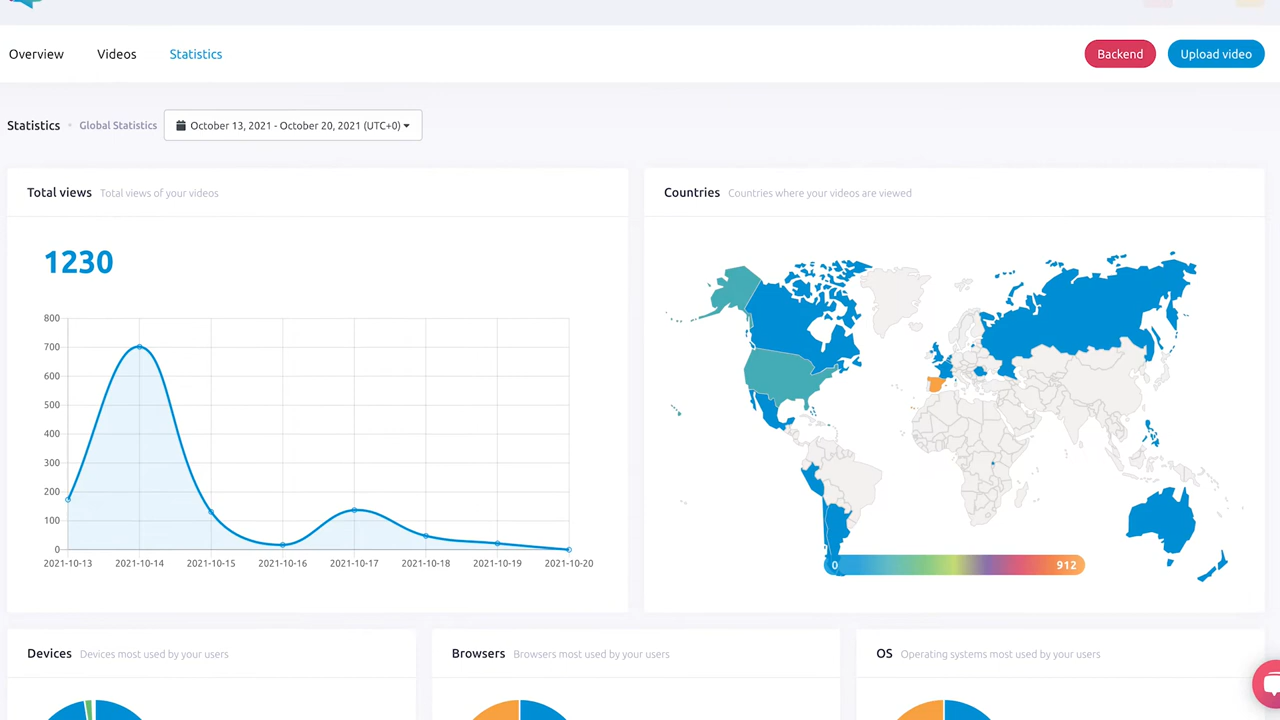 Overview Videos Statistics Backend Upload video
Statistics • Global Statistics October 13, 2021 - October 20, 2021 (UTC+0)
Total views Total views of your videos
1230
800
700
600
500
400
300
200
100
0
2021-10-13 2021-10-14 2021-10-15 2021-10-16 2021-10-17 2021-10-18 2021-10-19 2021-10-20
Countries Countries where your videos are viewed
0 912
Devices Devices most used by your users
Browsers Browsers most used by your users
OS Operating systems most used by your users